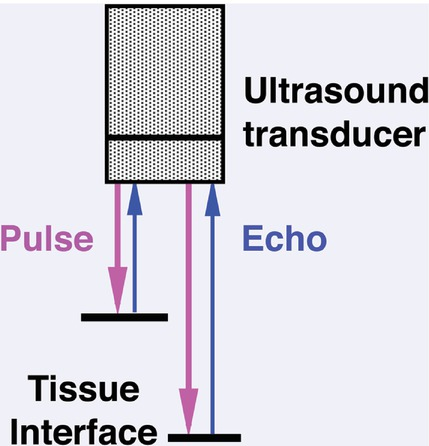 Ultrasound
transducer
Pulse
Echo
Tissue
Interface